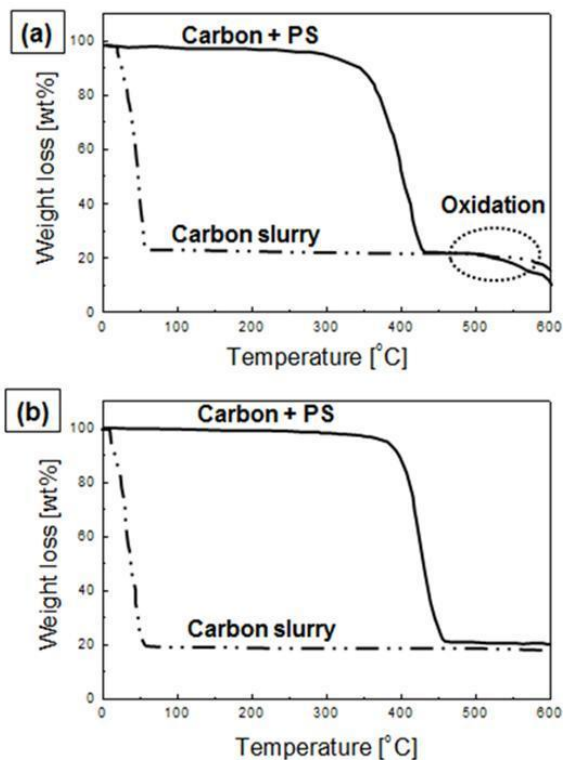 (a)
Carbon + PS
Carbon slurry
Oxidation
Weight loss [wt%]
100
80
60
40
20
0
0 100 200 300 400 500 600
Temperature [°C]
(b)
Carbon + PS
Carbon slurry
Weight loss [wt%]
100
80
60
40
20
0
0 100 200 300 400 500 600
Temperature [°C]